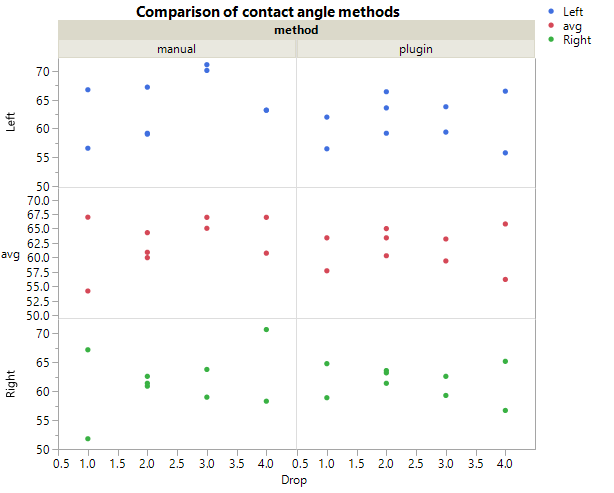 Comparison of contact angle methods
method
manual plugin
Left
avg
Right
Left
70
65
60
55
50
avg
70.0
67.5
65.0
62.5
60.0
57.5
55.0
52.5
50.0
Right
70
65
60
55
50
0.5 1.0 1.5 2.0 2.5 3.0 3.5 4.0 0.5 1.0 1.5 2.0 2.5 3.0 3.5 4.0
Drop